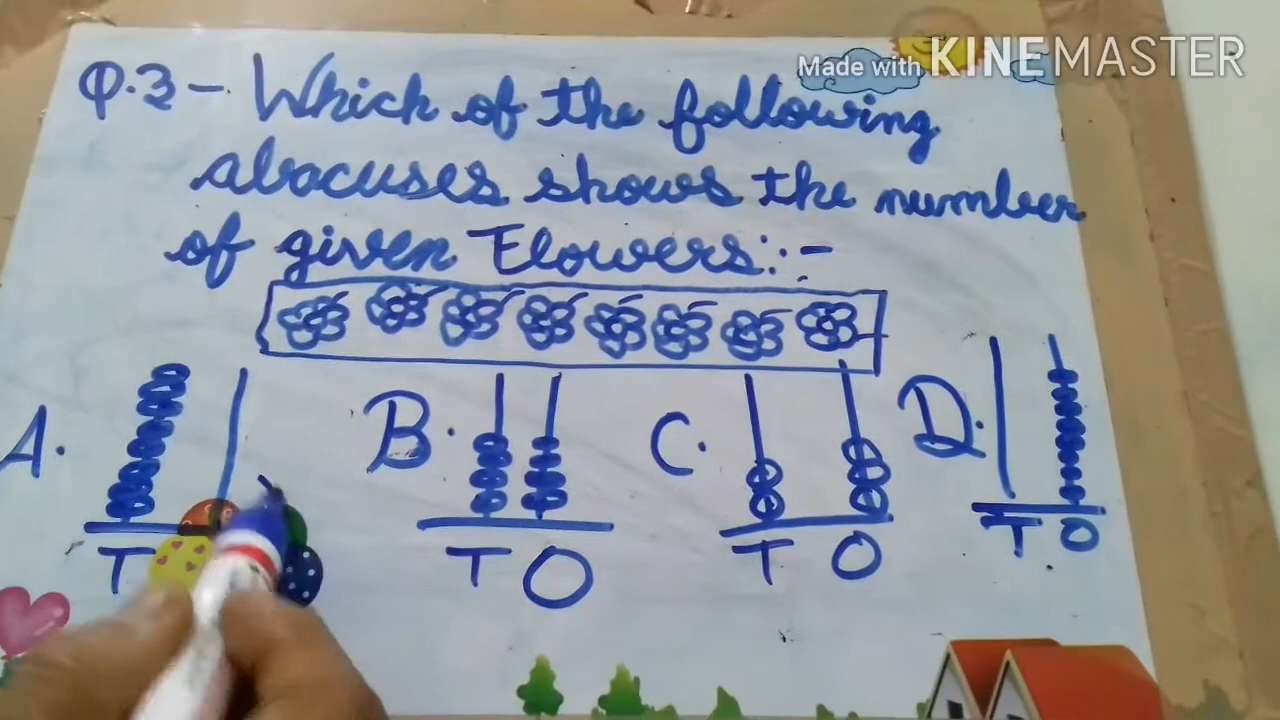 Made with KINEMASTER
Q.3 - Which of the following
abacuses shows the number
of given Flowers:-
A. B. C. D.
T T O T O T O